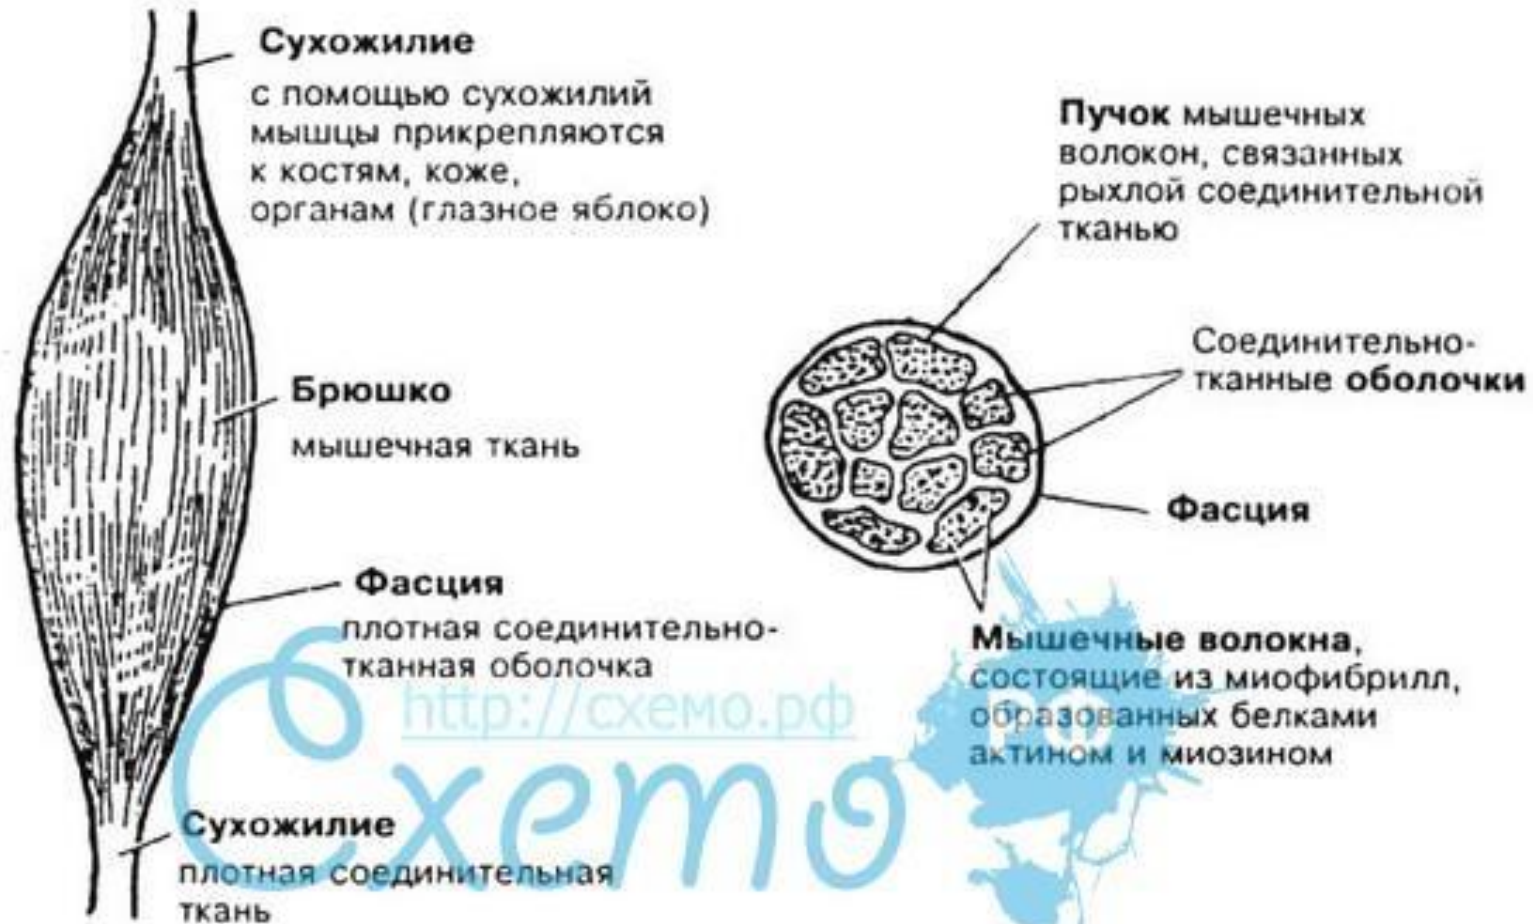 Сухожилие
с помощью сухожилий
мышцы прикрепляются
к костям, коже,
органам (глазное яблоко)
Брюшко
мышечная ткань
Фасция
плотная соединительно-
тканная оболочка
Сухожилие
плотная соединительная
ткань
Пучок мышечных
волокон, связанных
рыхлой соединительной
тканью
Соединительно-
тканные оболочки
Фасция
Мышечные волокна,
состоящие из миофибрилл,
образованных белками
актином и миозином
http://схемо.рф
Схемо
РФ